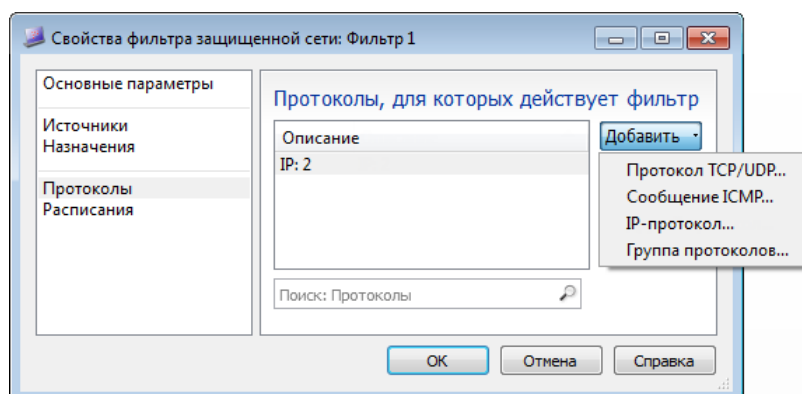 Свойства фильтра защищенной сети: Фильтр 1
Основные параметры
Источники
Назначения
Протоколы
Расписания
Протоколы, для которых действует фильтр
Описание
IP: 2
Добавить
Протокол TCP/UDP...
Сообщение ICMP...
IP-протокол...
Группа протоколов...
Поиск: Протоколы
OK
Отмена
Справка